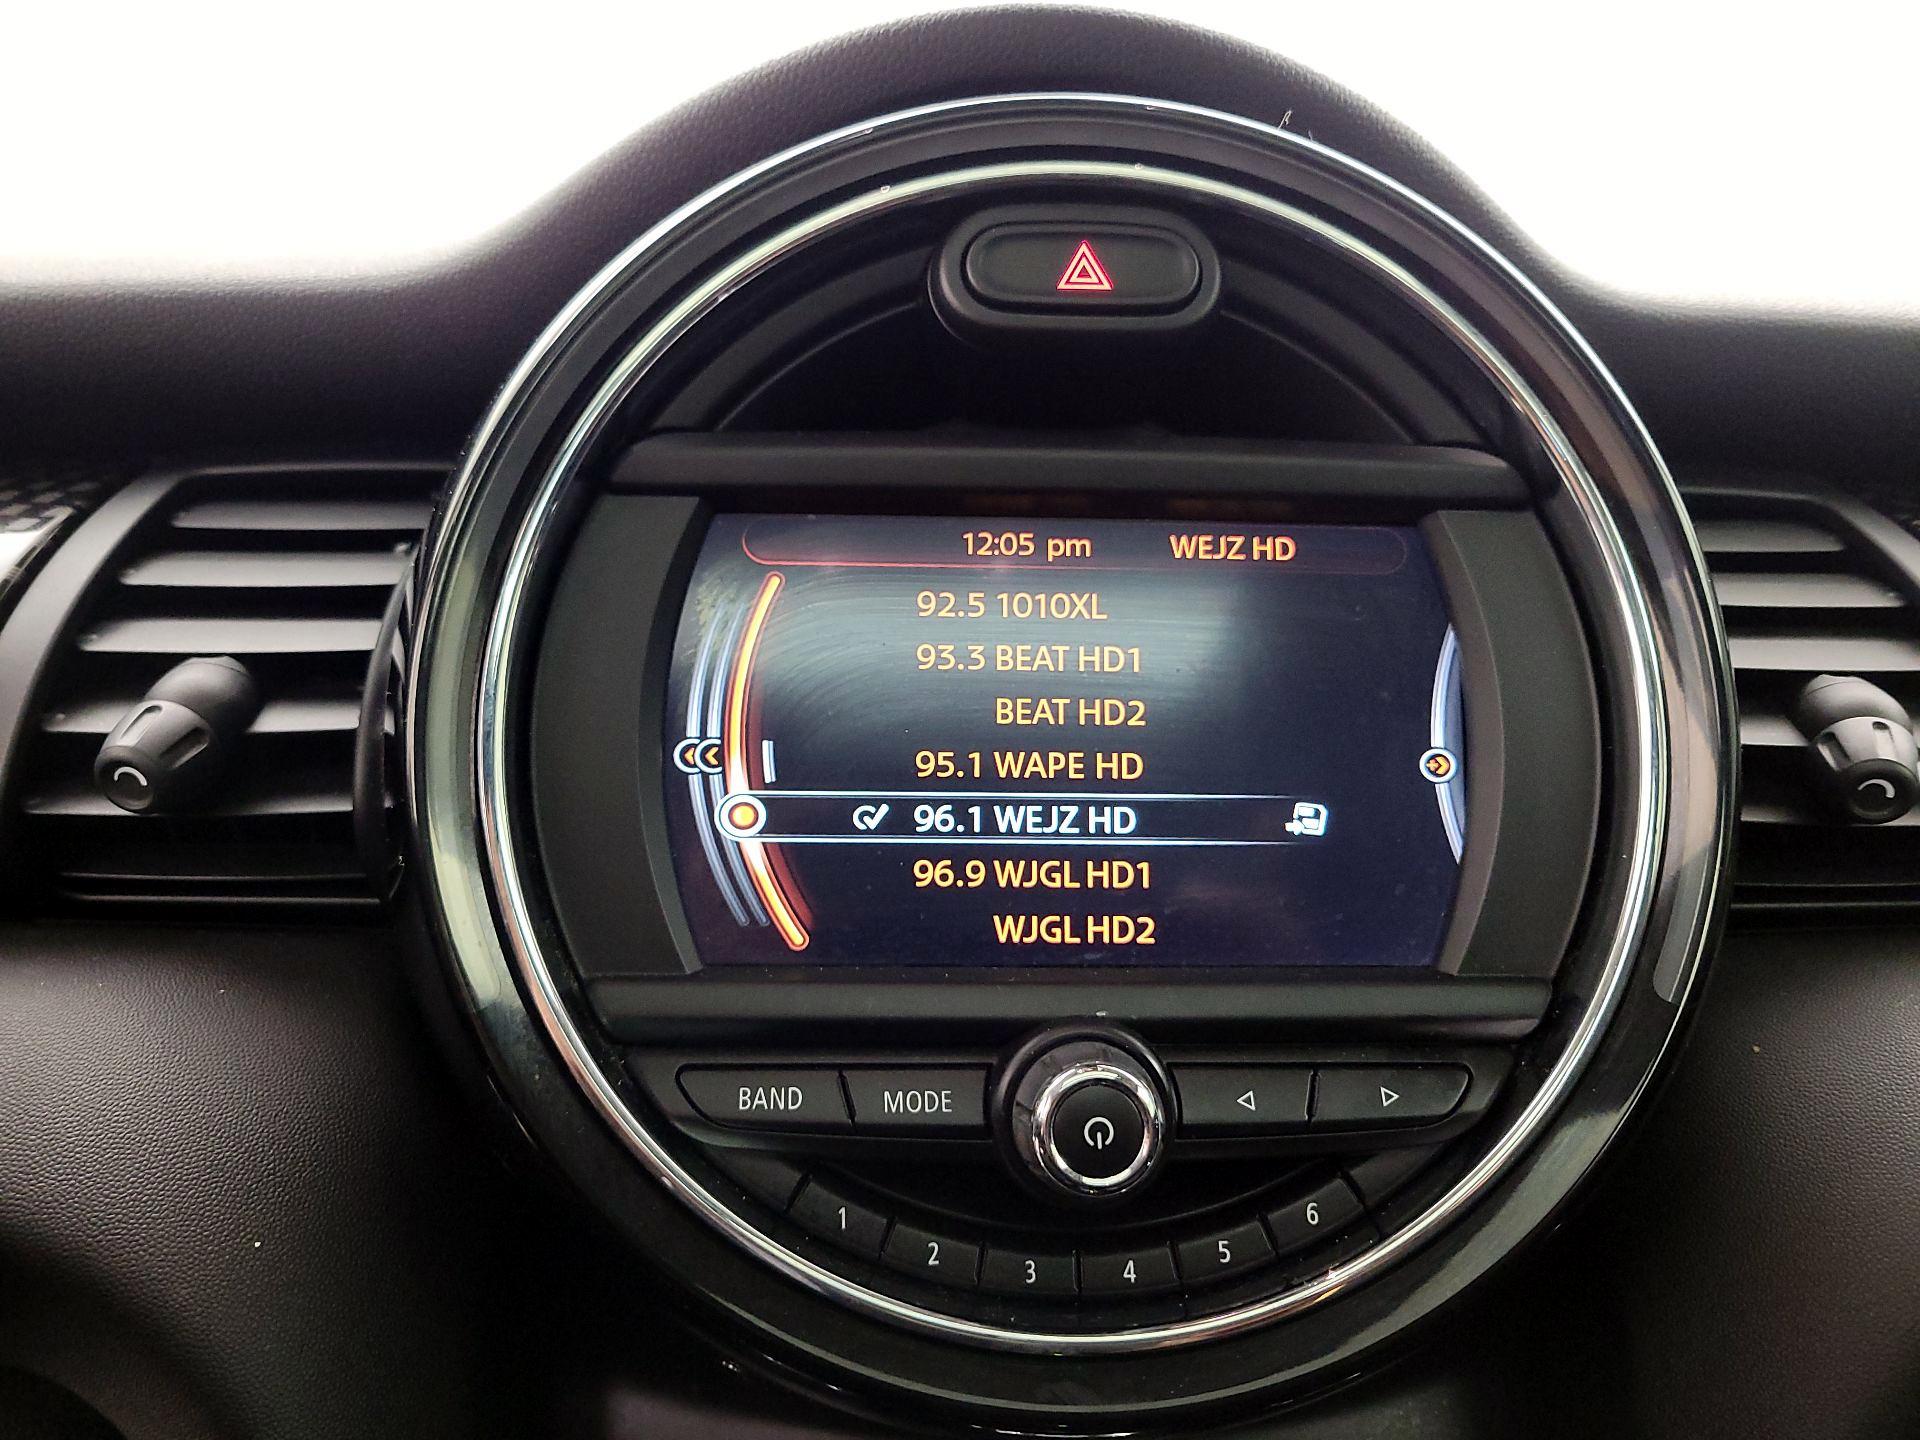 12:05 pm WEJZ HD
92.5 1010XL
93.3 BEAT HD1
BEAT HD2
95.1 WAPE HD
96.1 WEJZ HD
96.9 WJGL HD1
WJGL HD2
BAND MODE
1 2 3 4 5 6